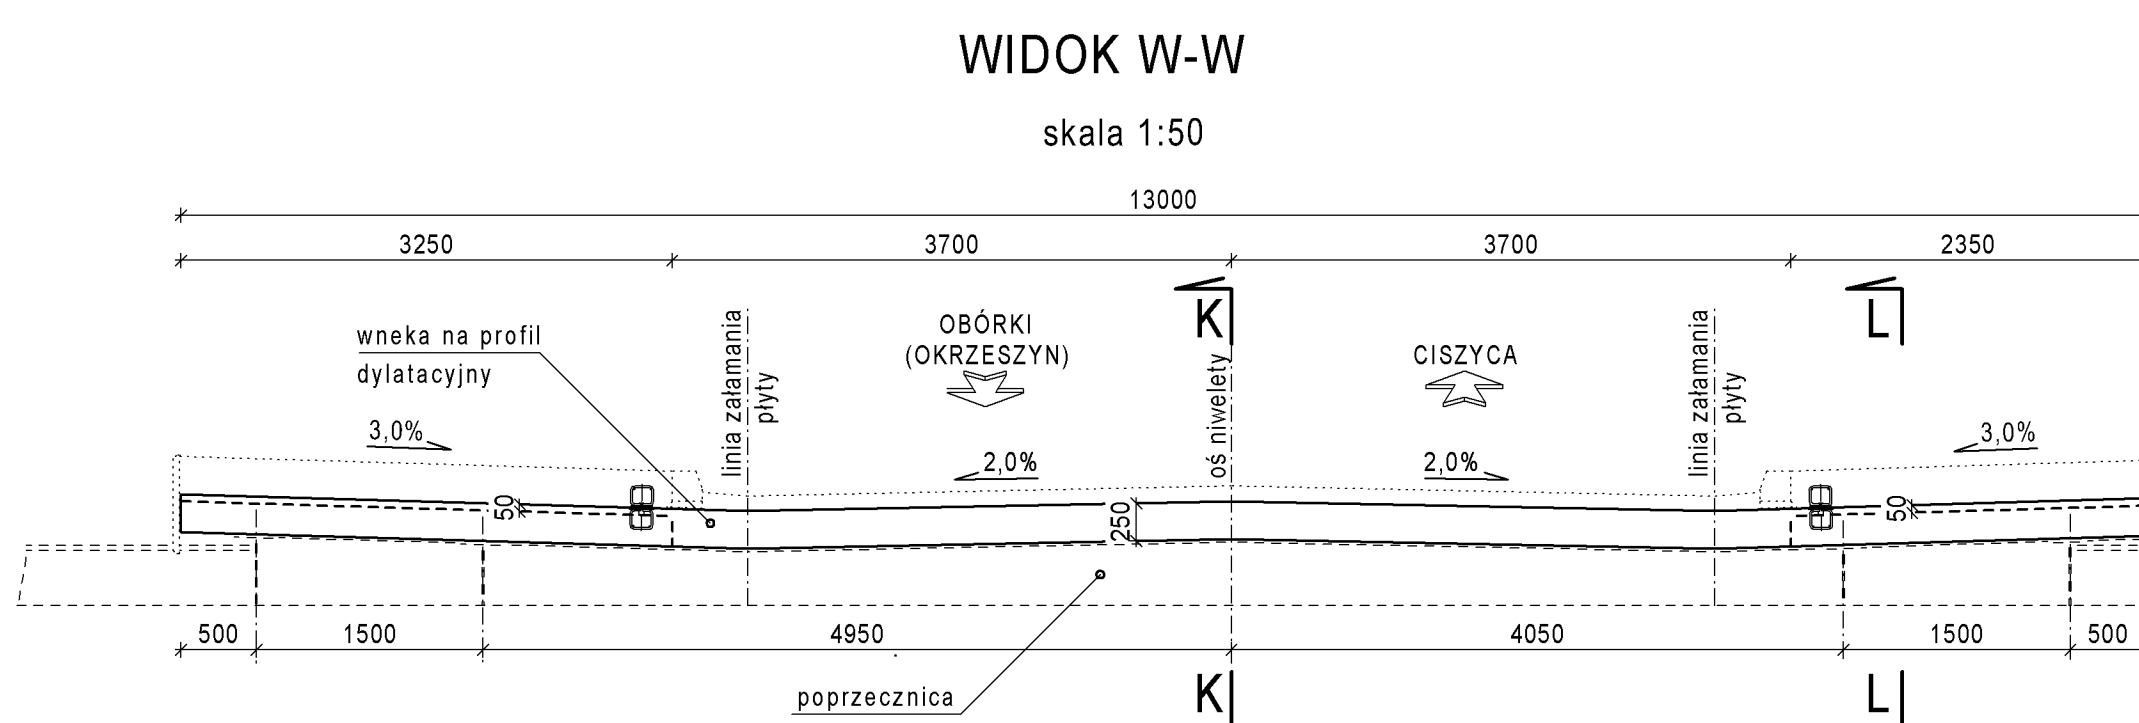 WIDOK W-W
skala 1:50
13000
3250
3700
3700
2350
K
L
wneka na profil
dylatacyjny
linia załamania
płyty
OBÓRKI
(OKRZESZYN)
oś niwelety
CISZYCA
linia załamania
płyty
3,0%
2,0%
2,0%
3,0%
50
250
50
500
1500
4950
4050
1500
500
poprzecznica
K
L